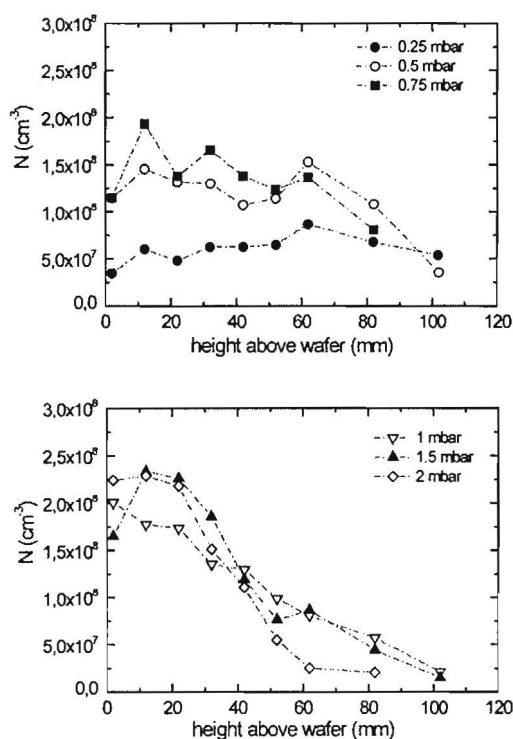 3,0x10⁸
2,5x10⁸
2,0x10⁸
1,5x10⁸
1,0x10⁸
5,0x10⁷
0,0
N (cm⁻³)
0.25 mbar
0.5 mbar
0.75 mbar
0 20 40 60 80 100 120
height above wafer (mm)
3,0x10⁸
2,5x10⁸
2,0x10⁸
1,5x10⁸
1,0x10⁸
5,0x10⁷
0,0
N (cm⁻³)
1 mbar
1.5 mbar
2 mbar
0 20 40 60 80 100 120
height above wafer (mm)